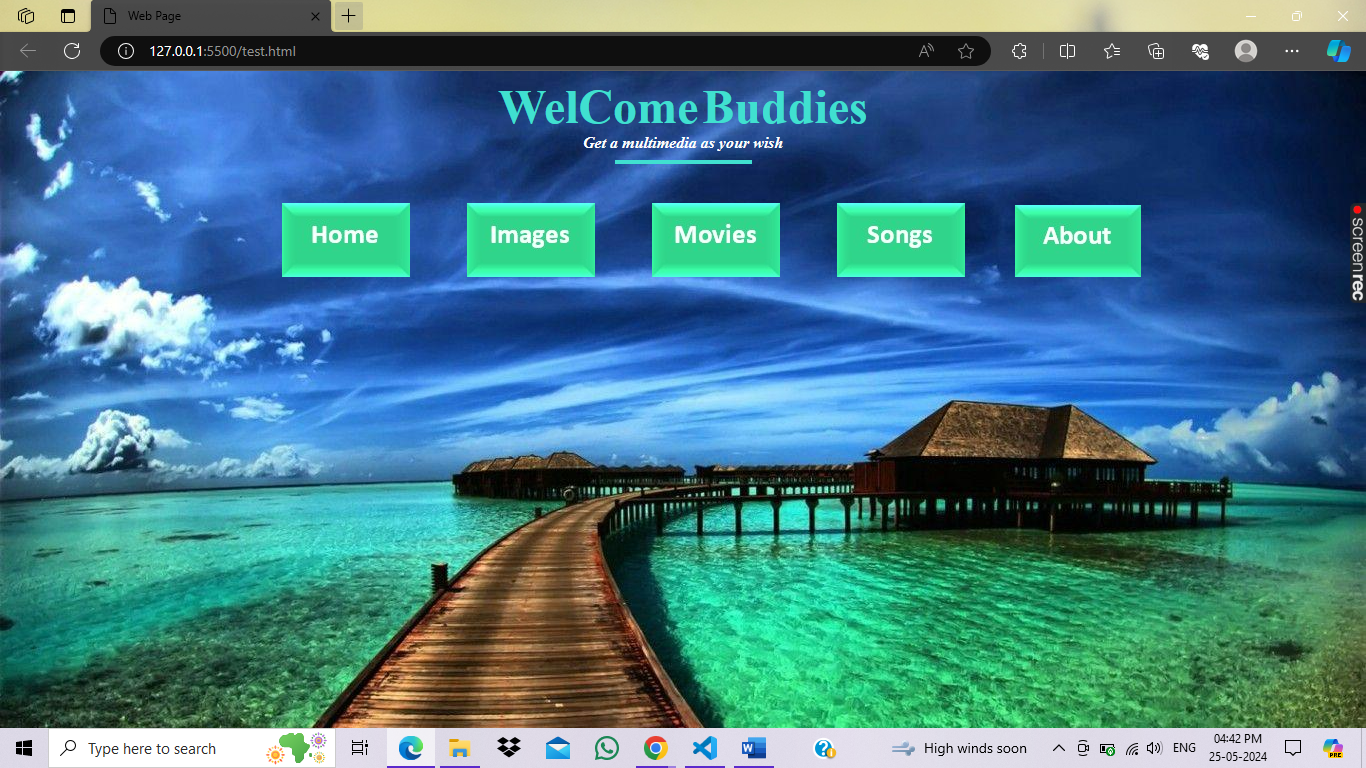 Web Page
127.0.0.1:5500/test.html
WelCome Buddies
Get a multimedia as your wish
Home Images Movies Songs About
screenrec
Type here to search
High winds soon
ENG
04:42 PM
25-05-2024
PRE